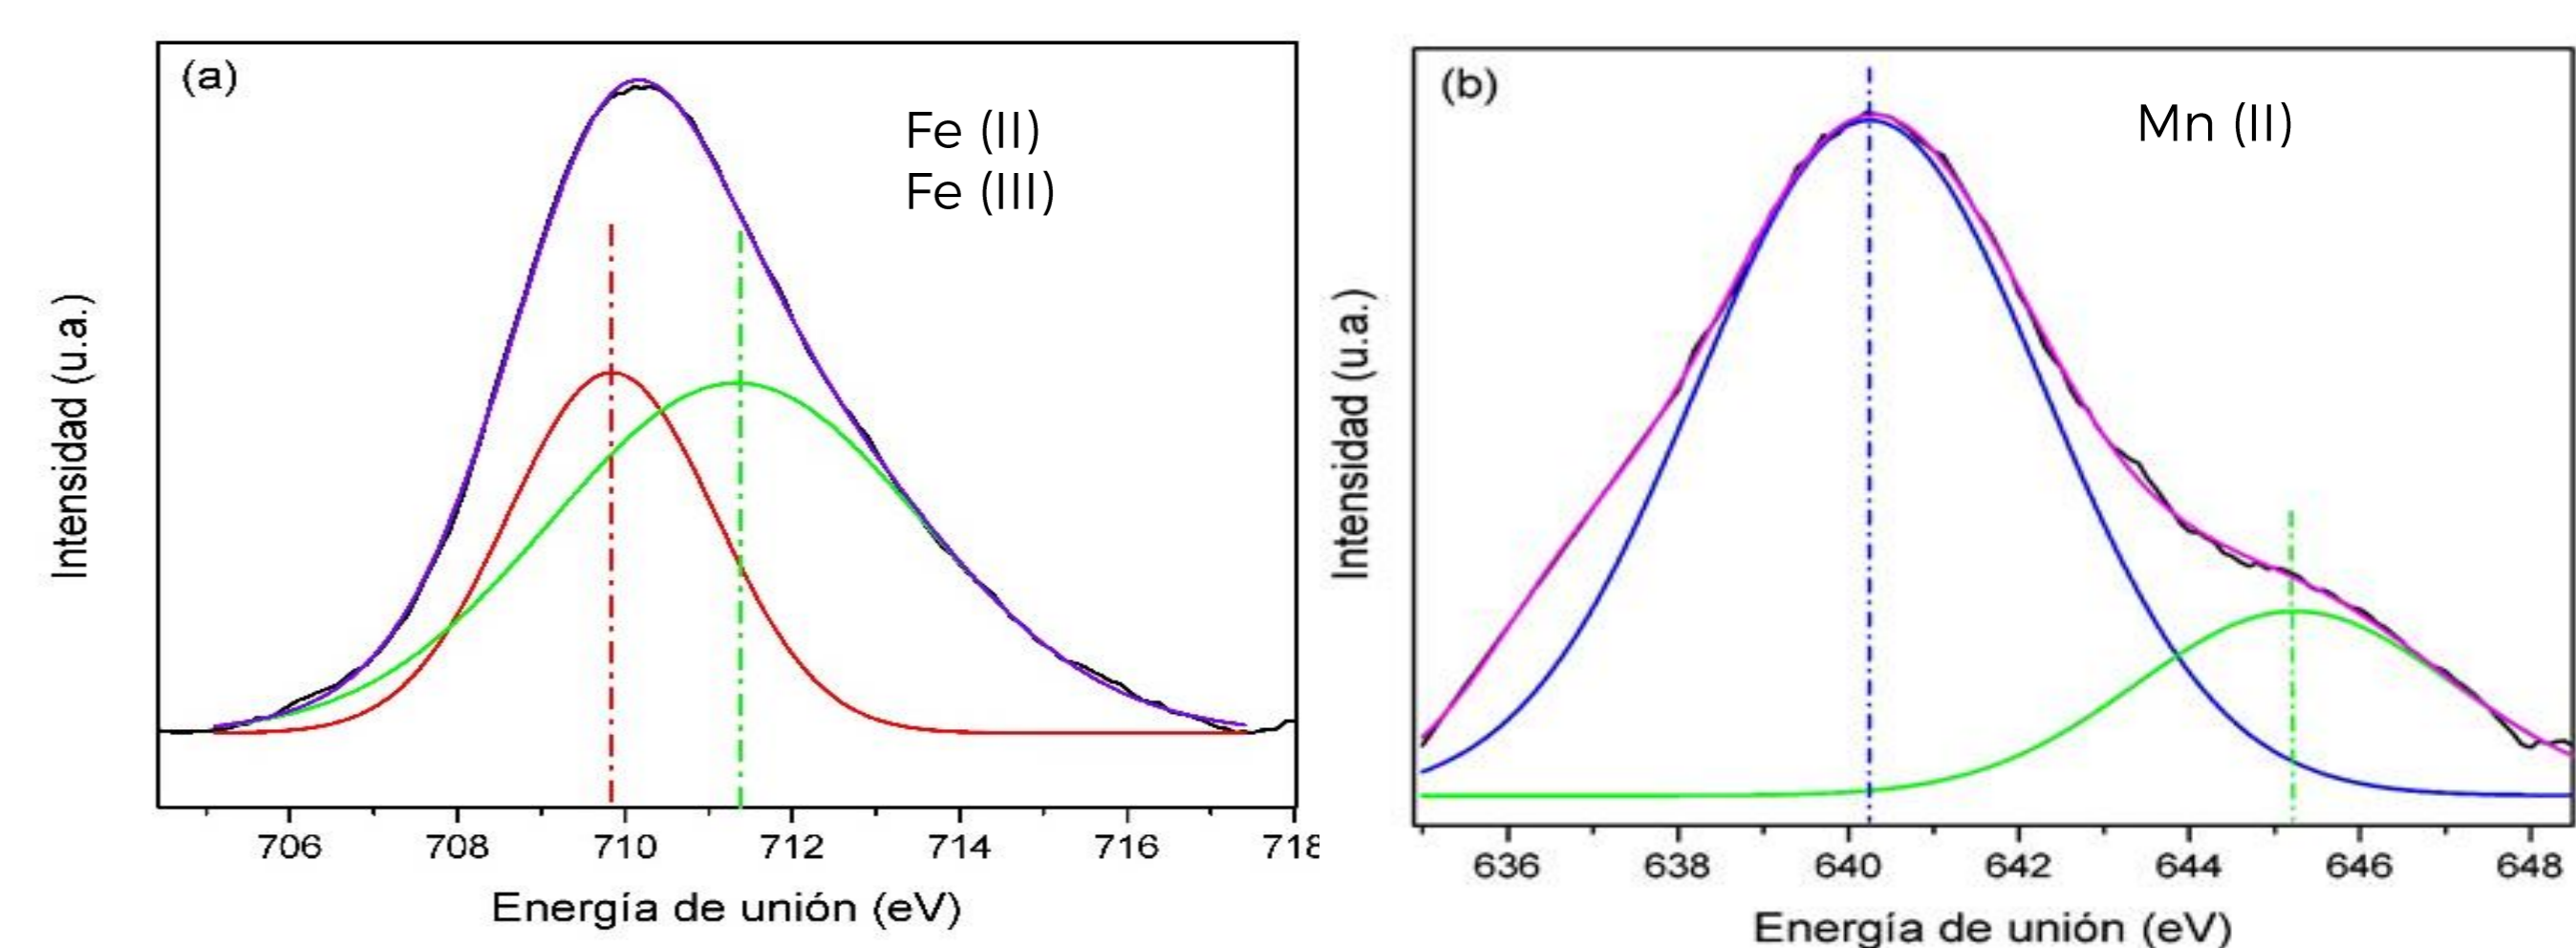 (a)
Fe (II)
Fe (III)
Intensidad (u.a.)
706 708 710 712 714 716 718
Energía de unión (eV)
(b)
Mn (II)
Intensidad (u.a.)
636 638 640 642 644 646 648
Energía de unión (eV)